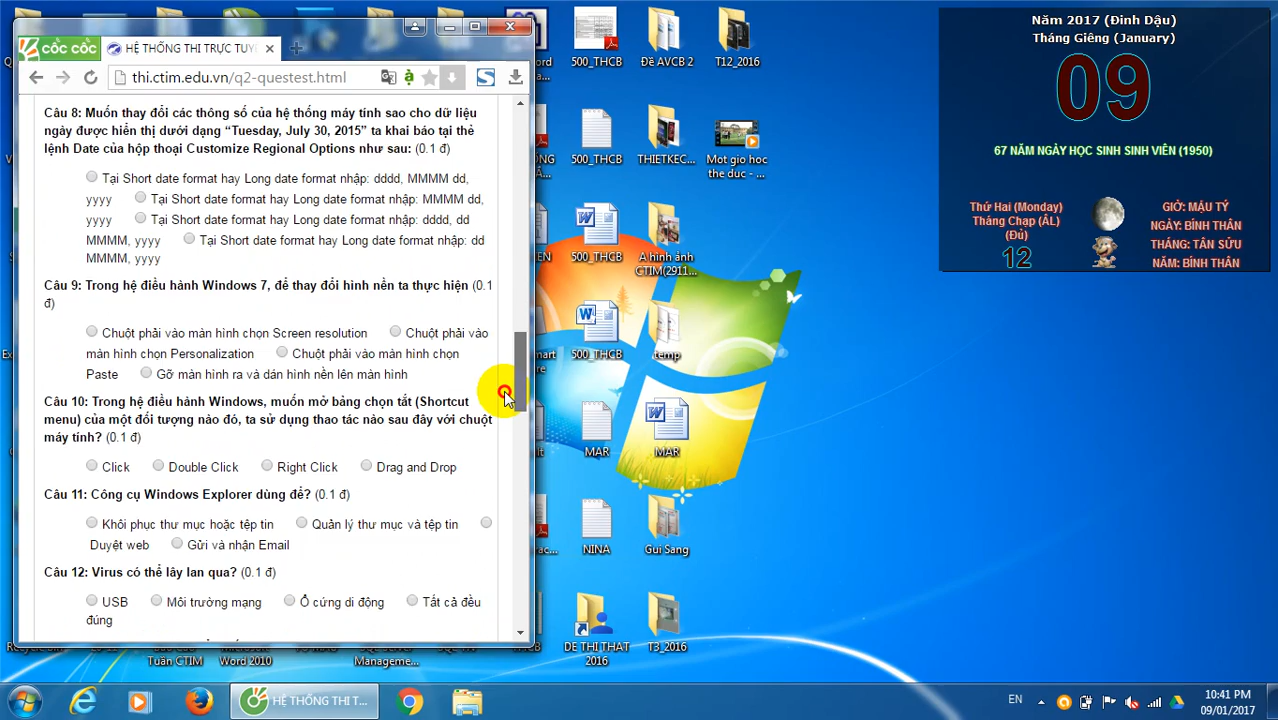 cốc cốc
HỆ THỐNG THI TRỰC TUYẾ
thi.ctim.edu.vn/q2-questest.html
Câu 8: Muốn thay đổi các thông số của hệ thống máy tính sao cho dữ liệu
ngày được hiển thị dưới dạng “Tuesday, July 30, 2015” ta khai báo tại thẻ
lệnh Date của hộp thoại Customize Regional Options như sau: (0.1 đ)
Tại Short date format hay Long date format nhập: dddd, MMMM dd,
yyyy Tại Short date format hay Long date format nhập: MMMM dd,
yyyy Tại Short date format hay Long date format nhập: dddd, dd
MMMM, yyyy Tại Short date format hay Long date format nhập: dd
MMMM, yyyy
Câu 9: Trong hệ điều hành Windows 7, để thay đổi hình nền ta thực hiện (0.1
đ)
Chuột phải vào màn hình chọn Screen resolution Chuột phải vào
màn hình chọn Personalization Chuột phải vào màn hình chọn
Paste Gỡ màn hình ra và dán hình nền lên màn hình
Câu 10: Trong hệ điều hành Windows, muốn mở bảng chọn tắt (Shortcut
menu) của một đối tượng nào đó, ta sử dụng thao tác nào sau đây với chuột
máy tính? (0.1 đ)
Click Double Click Right Click Drag and Drop
Câu 11: Công cụ Windows Explorer dùng để? (0.1 đ)
Khôi phục thư mục hoặc tệp tin Quản lý thư mục và tệp tin
Duyệt web Gửi và nhận Email
Câu 12: Virus có thể lây lan qua? (0.1 đ)
USB Môi trường mạng Ổ cứng di động Tất cả đều
đúng
500_THCB Đề AVCB 2 T12_2016
500_THCB THIETKEC... Mot gio hoc
the duc - ...
500_THCB A hình ảnh
CTIM(2911...
500_THCB temp
MAR MAR
NINA Gui Sang
DE THI THAT
2016
T3_2016
Tuần CTIM
Microsoft
Word 2010
Manageme...
Năm 2017 (Đinh Dậu)
Tháng Giêng (January)
09
67 NĂM NGÀY HỌC SINH SINH VIÊN (1950)
Thứ Hai (Monday)
Tháng Chạp (ÂL)
(Đủ)
12
GIỜ: MẬU TÝ
NGÀY: BÍNH THÂN
THÁNG: TÂN SỬU
NĂM: BÍNH THÂN
HỆ THỐNG THI T...
EN
10:41 PM
09/01/2017